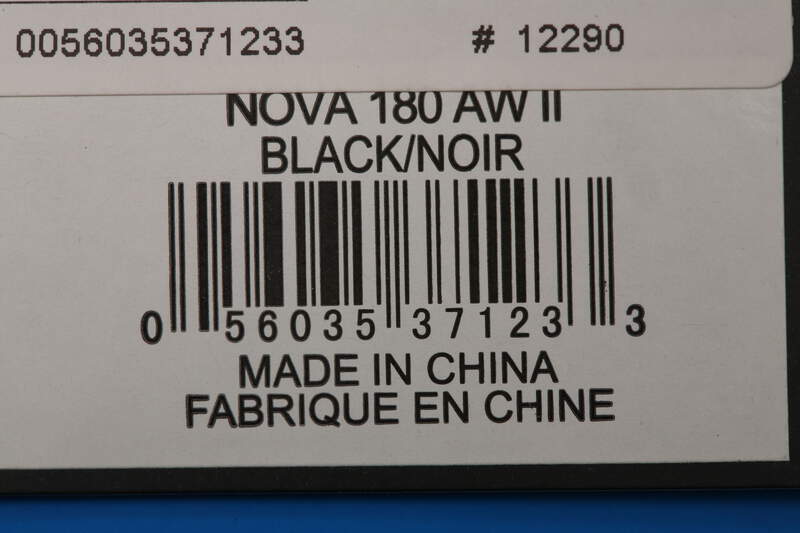 0056035371233 # 12290
NOVA 180 AW II
BLACK/NOIR
0 56035 37123 3
MADE IN CHINA
FABRIQUE EN CHINE